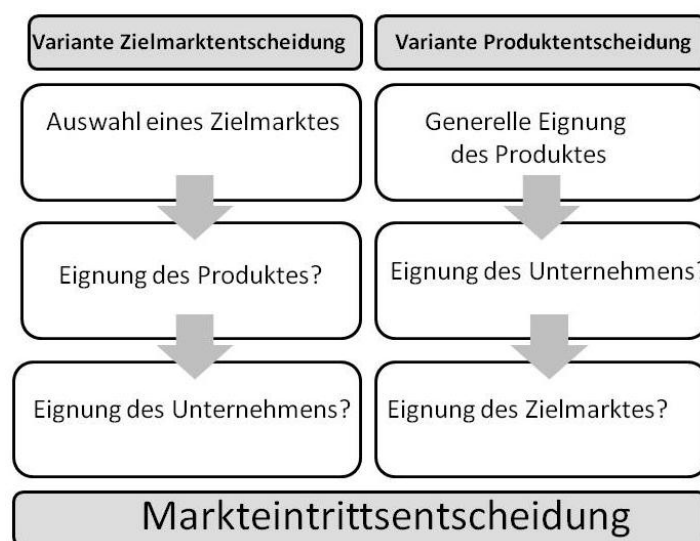 Variante Zielmarktentscheidung
Auswahl eines Zielmarktes
Eignung des Produktes?
Eignung des Unternehmens?
Variante Produktentscheidung
Generelle Eignung
des Produktes
Eignung des Unternehmens?
Eignung des Zielmarktes?
Markteintrittsentscheidung